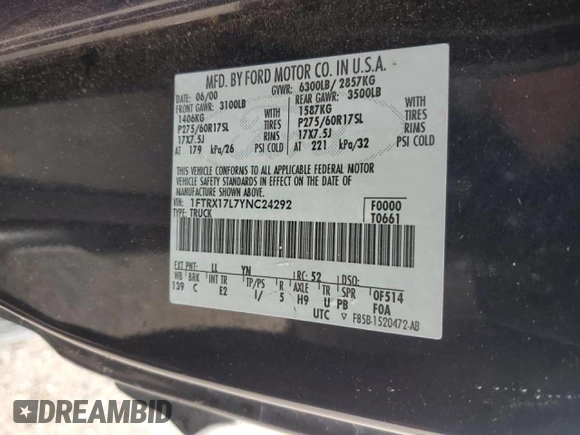 MFD. BY FORD MOTOR CO. IN U.S.A.
DATE: 06/00 GVWR: 6300LB/ 2857KG
FRONT GAWR: 3100LB REAR GAWR: 3500LB
1406KG WITH 1587KG WITH
P275/60R17SL TIRES P275/60R17SL TIRES
17X7.5J RIMS 17X7.5J RIMS
AT 179 kPa/26 PSI COLD AT 221 kPa/32 PSI COLD
THIS VEHICLE CONFORMS TO ALL APPLICABLE FEDERAL MOTOR
VEHICLE SAFETY STANDARDS IN EFFECT ON THE DATE OF
MANUFACTURE SHOWN ABOVE.
VIN: 1FTRX17L7YNC24292 F0000
TYPE: TRUCK T0661
EXT PNT: LL YN RC: 52 DSO:
WB BRK INT TR TP/PS R AXLE TR SPR 0F514
139 C E2 I/ 5 H9 U PB F0A
UTC F85B-1520472-AB
DREAMBID